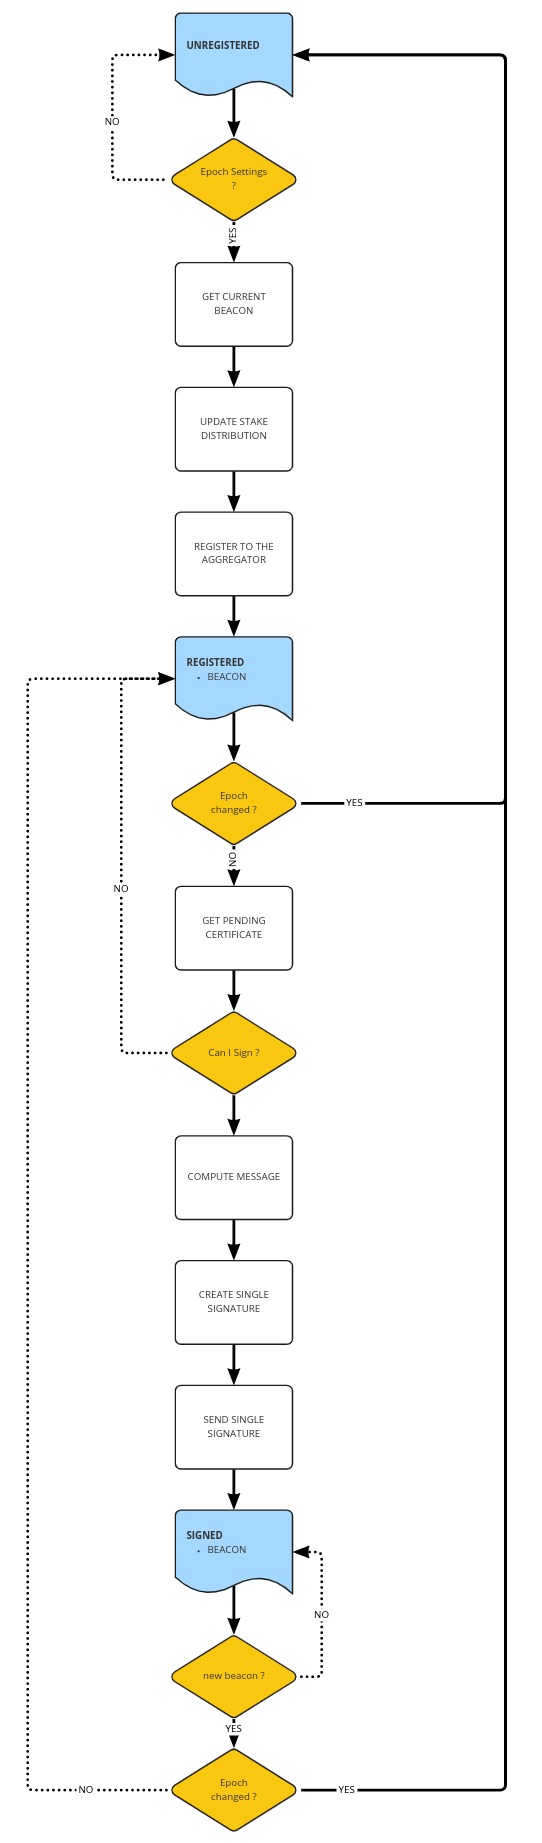 UNREGISTERED
NO
Epoch Settings
?
YES
GET CURRENT
BEACON
UPDATE STAKE
DISTRIBUTION
REGISTER TO THE
AGGREGATOR
REGISTERED
• BEACON
Epoch
changed ?
YES
NO
NO
GET PENDING
CERTIFICATE
Can I Sign ?
COMPUTE MESSAGE
CREATE SINGLE
SIGNATURE
SEND SINGLE
SIGNATURE
SIGNED
• BEACON
NO
new beacon ?
YES
NO
Epoch
changed ?
YES